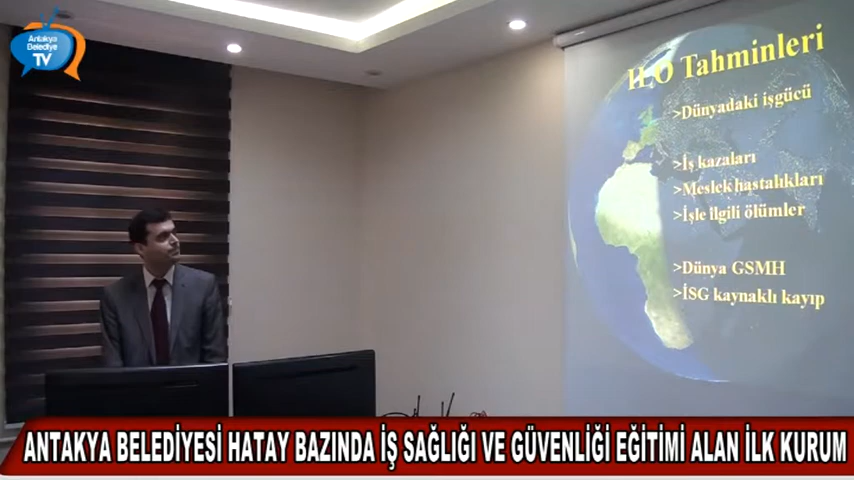 Antakya
Belediye
TV
ILO Tahminleri
>Dünyadaki işgücü
>İş kazaları
>Meslek hastalıkları
>İşle ilgili ölümler
>Dünya GSMH
>İSG kaynaklı kayıp
ANTAKYA BELEDİYESİ HATAY BAZINDA İŞ SAĞLIĞI VE GÜVENLİĞİ EĞİTİMİ ALAN İLK KURUM